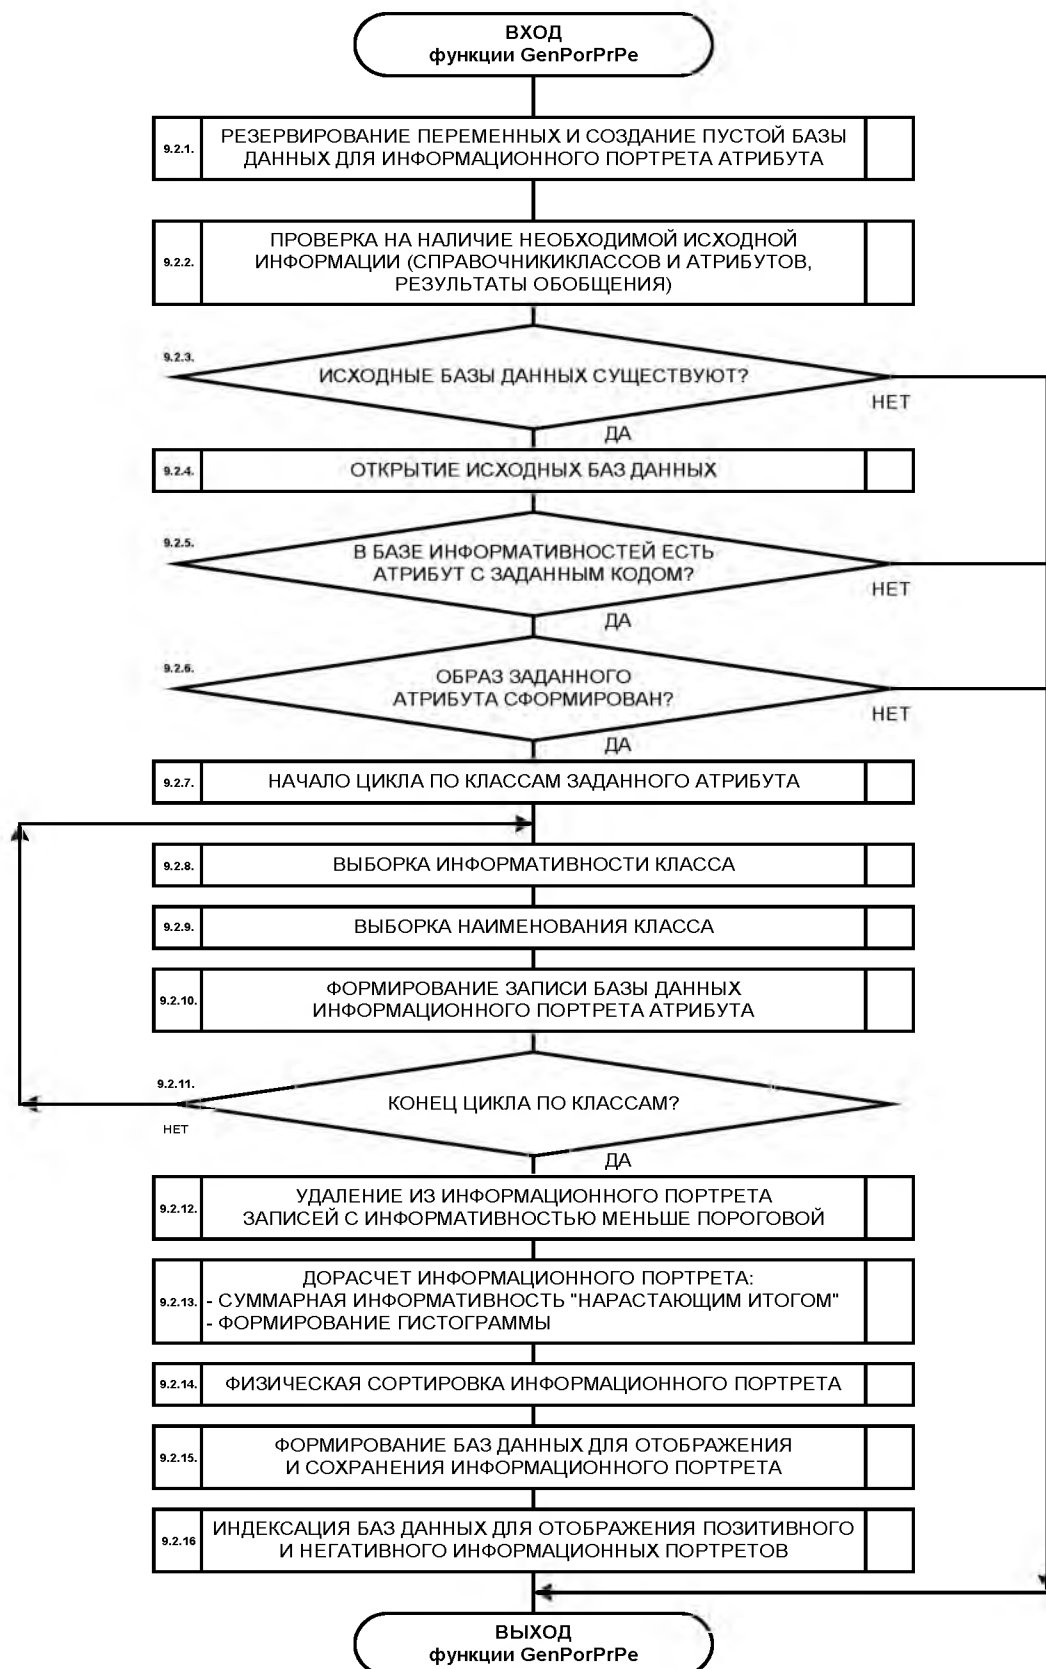 ВХОД
функции GenPorPrPe
9.2.1.
РЕЗЕРВИРОВАНИЕ ПЕРЕМЕННЫХ И СОЗДАНИЕ ПУСТОЙ БАЗЫ
ДАННЫХ ДЛЯ ИНФОРМАЦИОННОГО ПОРТРЕТА АТРИБУТА
9.2.2.
ПРОВЕРКА НА НАЛИЧИЕ НЕОБХОДИМОЙ ИСХОДНОЙ
ИНФОРМАЦИИ (СПРАВОЧНИКИКЛАССОВ И АТРИБУТОВ,
РЕЗУЛЬТАТЫ ОБОБЩЕНИЯ)
9.2.3.
ИСХОДНЫЕ БАЗЫ ДАННЫХ СУЩЕСТВУЮТ?
НЕТ
ДА
9.2.4.
ОТКРЫТИЕ ИСХОДНЫХ БАЗ ДАННЫХ
9.2.5.
В БАЗЕ ИНФОРМАТИВНОСТЕЙ ЕСТЬ
АТРИБУТ С ЗАДАННЫМ КОДОМ?
НЕТ
ДА
9.2.6.
ОБРАЗ ЗАДАННОГО
АТРИБУТА СФОРМИРОВАН?
НЕТ
ДА
9.2.7.
НАЧАЛО ЦИКЛА ПО КЛАССАМ ЗАДАННОГО АТРИБУТА
9.2.8.
ВЫБОРКА ИНФОРМАТИВНОСТИ КЛАССА
9.2.9.
ВЫБОРКА НАИМЕНОВАНИЯ КЛАССА
9.2.10.
ФОРМИРОВАНИЕ ЗАПИСИ БАЗЫ ДАННЫХ
ИНФОРМАЦИОННОГО ПОРТРЕТА АТРИБУТА
9.2.11.
КОНЕЦ ЦИКЛА ПО КЛАССАМ?
НЕТ
ДА
9.2.12.
УДАЛЕНИЕ ИЗ ИНФОРМАЦИОННОГО ПОРТРЕТА
ЗАПИСЕЙ С ИНФОРМАТИВНОСТЬЮ МЕНЬШЕ ПОРОГОВОЙ
9.2.13.
ДОРАСЧЕТ ИНФОРМАЦИОННОГО ПОРТРЕТА:
- СУММАРНАЯ ИНФОРМАТИВНОСТЬ "НАРАСТАЮЩИМ ИТОГОМ"
- ФОРМИРОВАНИЕ ГИСТОГРАММЫ
9.2.14.
ФИЗИЧЕСКАЯ СОРТИРОВКА ИНФОРМАЦИОННОГО ПОРТРЕТА
9.2.15.
ФОРМИРОВАНИЕ БАЗ ДАННЫХ ДЛЯ ОТОБРАЖЕНИЯ
И СОХРАНЕНИЯ ИНФОРМАЦИОННОГО ПОРТРЕТА
9.2.16
ИНДЕКСАЦИЯ БАЗ ДАННЫХ ДЛЯ ОТОБРАЖЕНИЯ ПОЗИТИВНОГО
И НЕГАТИВНОГО ИНФОРМАЦИОННЫХ ПОРТРЕТОВ
ВЫХОД
функции GenPorPrPe